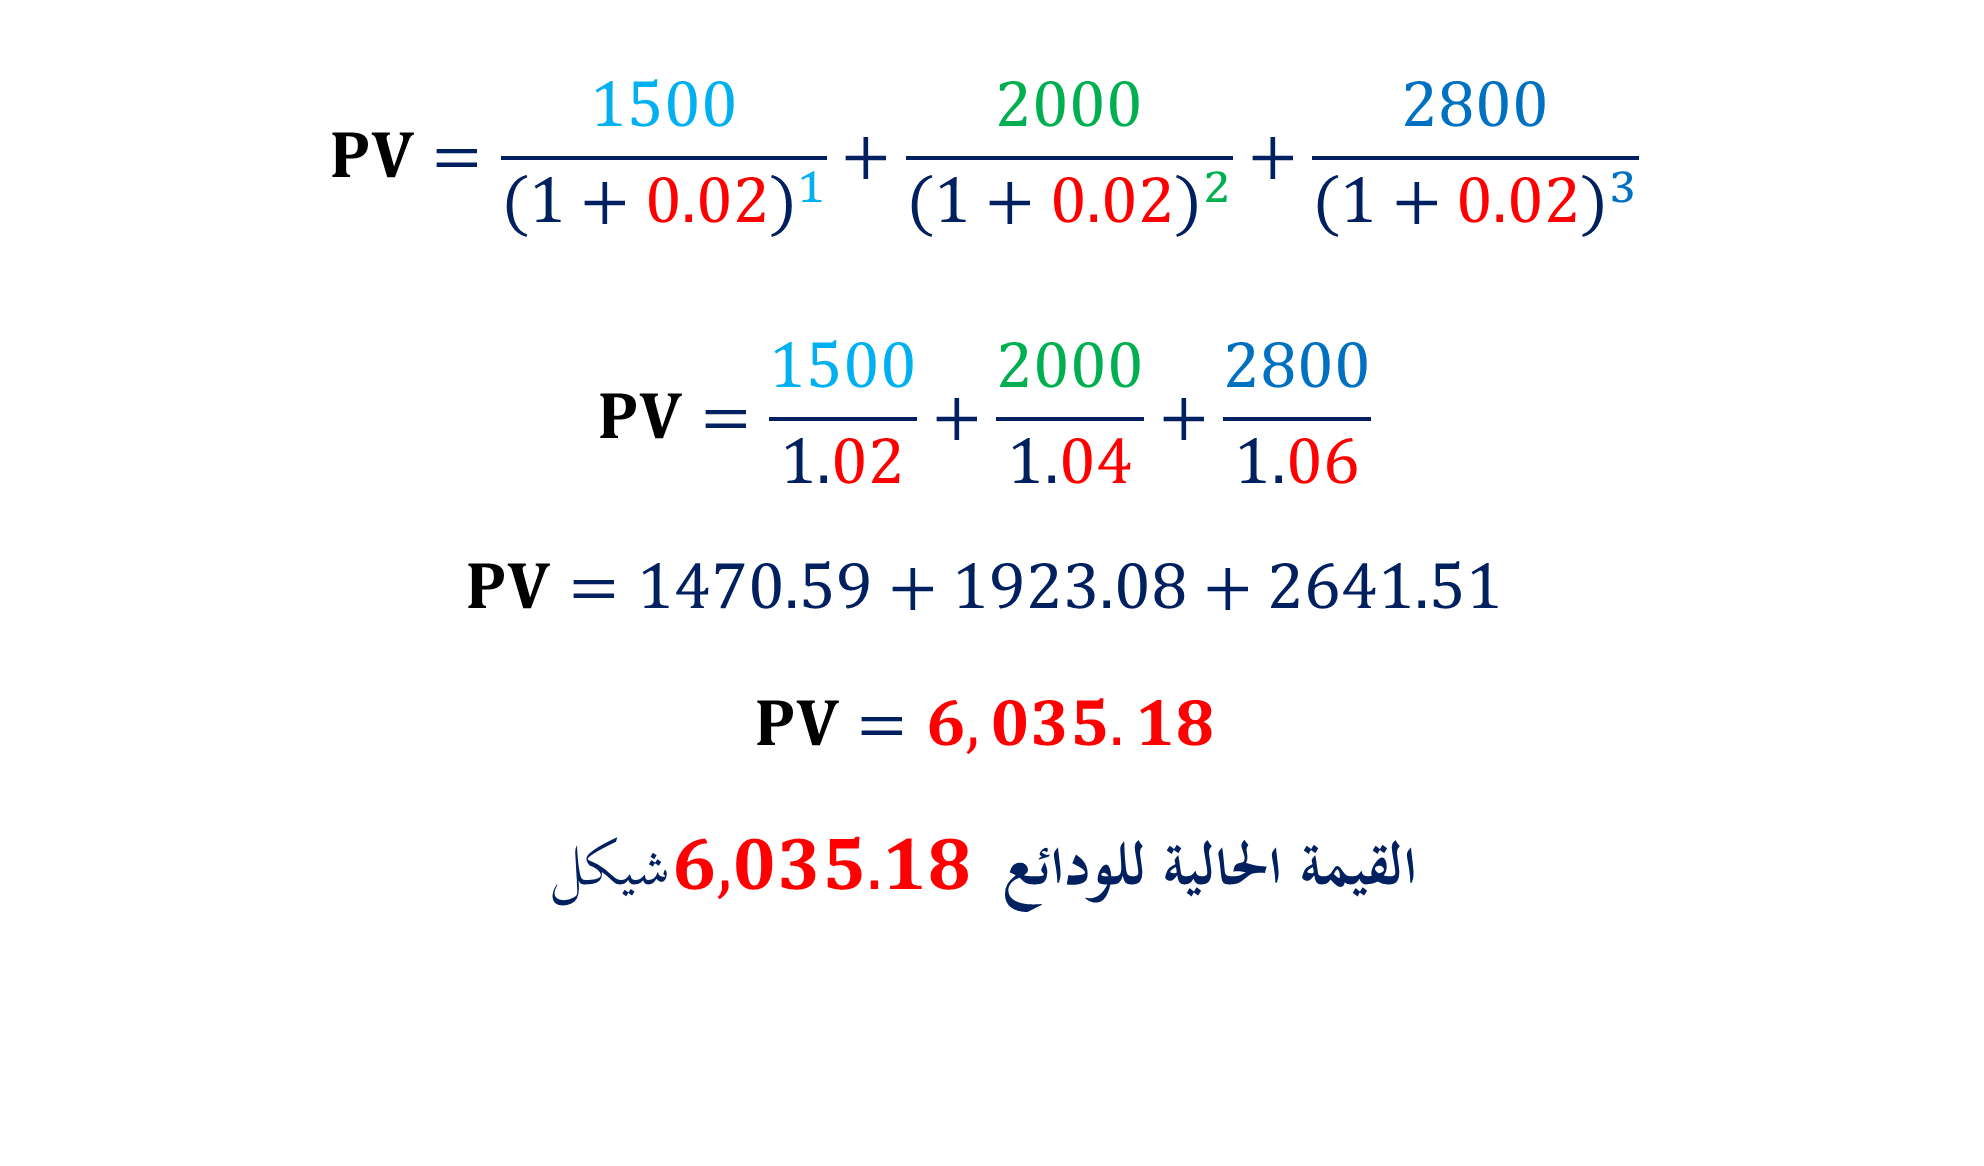 PV = 1500/(1 + 0.02)^1 + 2000/(1 + 0.02)^2 + 2800/(1 + 0.02)^3
PV = 1500/1.02 + 2000/1.04 + 2800/1.06
PV = 1470.59 + 1923.08 + 2641.51
PV = 6,035.18
القيمة الحالية للودائع 6,035.18 شيكل